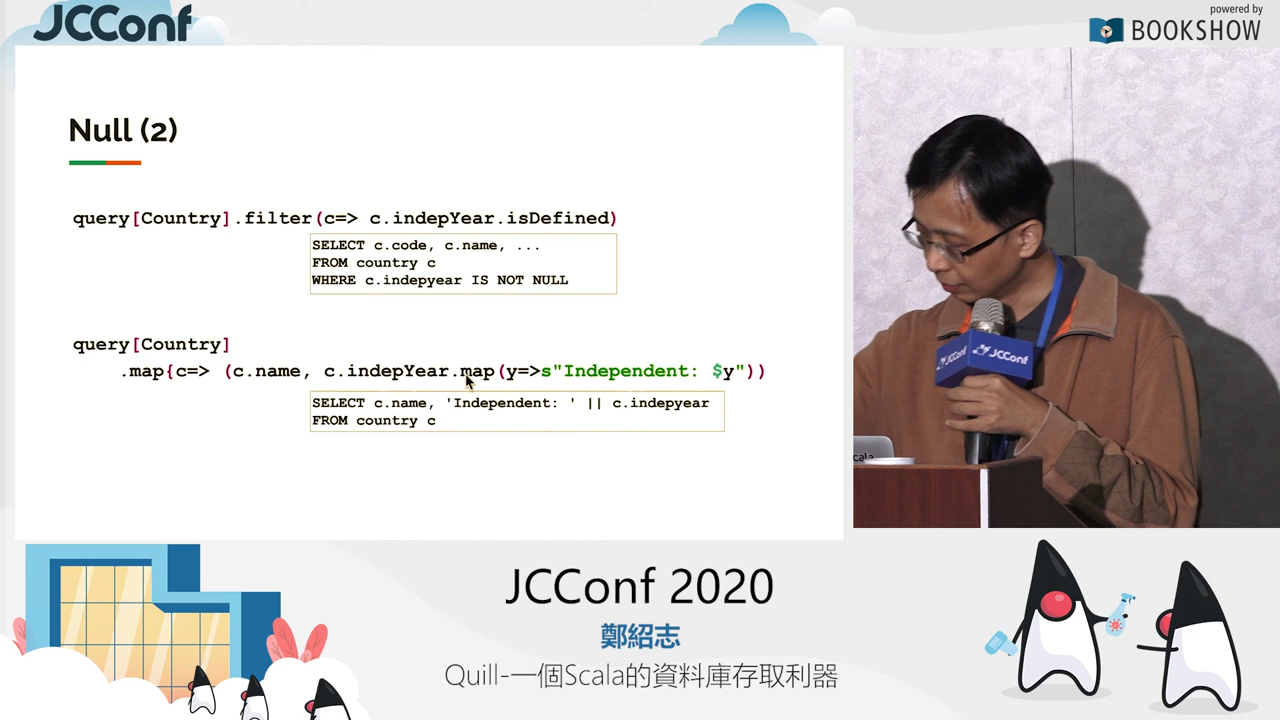 JCConf
powered by
BOOKSHOW
Null (2)
query[Country].filter(c=> c.indepYear.isDefined)
SELECT c.code, c.name, ...
FROM country c
WHERE c.indepyear IS NOT NULL
query[Country]
.map{c=> (c.name, c.indepYear.map(y=>s"Independent: $y"))
SELECT c.name, 'Independent: ' || c.indepyear
FROM country c
JCConf
cala
JCConf 2020
鄭紹志
Quill-一個Scala的資料庫存取利器